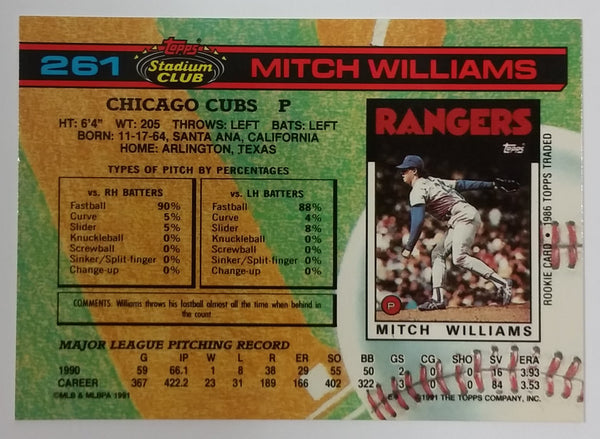 261
Topps
Stadium
CLUB
MITCH WILLIAMS
CHICAGO CUBS P
HT: 6'4" WT: 205 THROWS: LEFT BATS: LEFT
BORN: 11-17-64, SANTA ANA, CALIFORNIA
HOME: ARLINGTON, TEXAS
TYPES OF PITCH BY PERCENTAGES
vs. RH BATTERS
Fastball 90%
Curve 5%
Slider 5%
Knuckleball 0%
Screwball 0%
Sinker/Split-finger 0%
Change-up 0%
vs. LH BATTERS
Fastball 88%
Curve 4%
Slider 8%
Knuckleball 0%
Screwball 0%
Sinker/Split-finger 0%
Change-up 0%
COMMENTS: Williams throws his fastball almost all the time when behind in
the count
RANGERS
Topps
P
MITCH WILLIAMS
ROOKIE CARD • 1986 TOPPS TRADED
MAJOR LEAGUE PITCHING RECORD
G IP W L R ER SO BB GS CG SHO SV ERA
1990 59 66.1 1 8 38 29 55 50 2 0 0 16 3.93
CAREER 367 422.2 23 31 189 166 402 322 3 0 0 84 3.53
©MLB & MLBPA 1991
©1991 THE TOPPS COMPANY, INC.